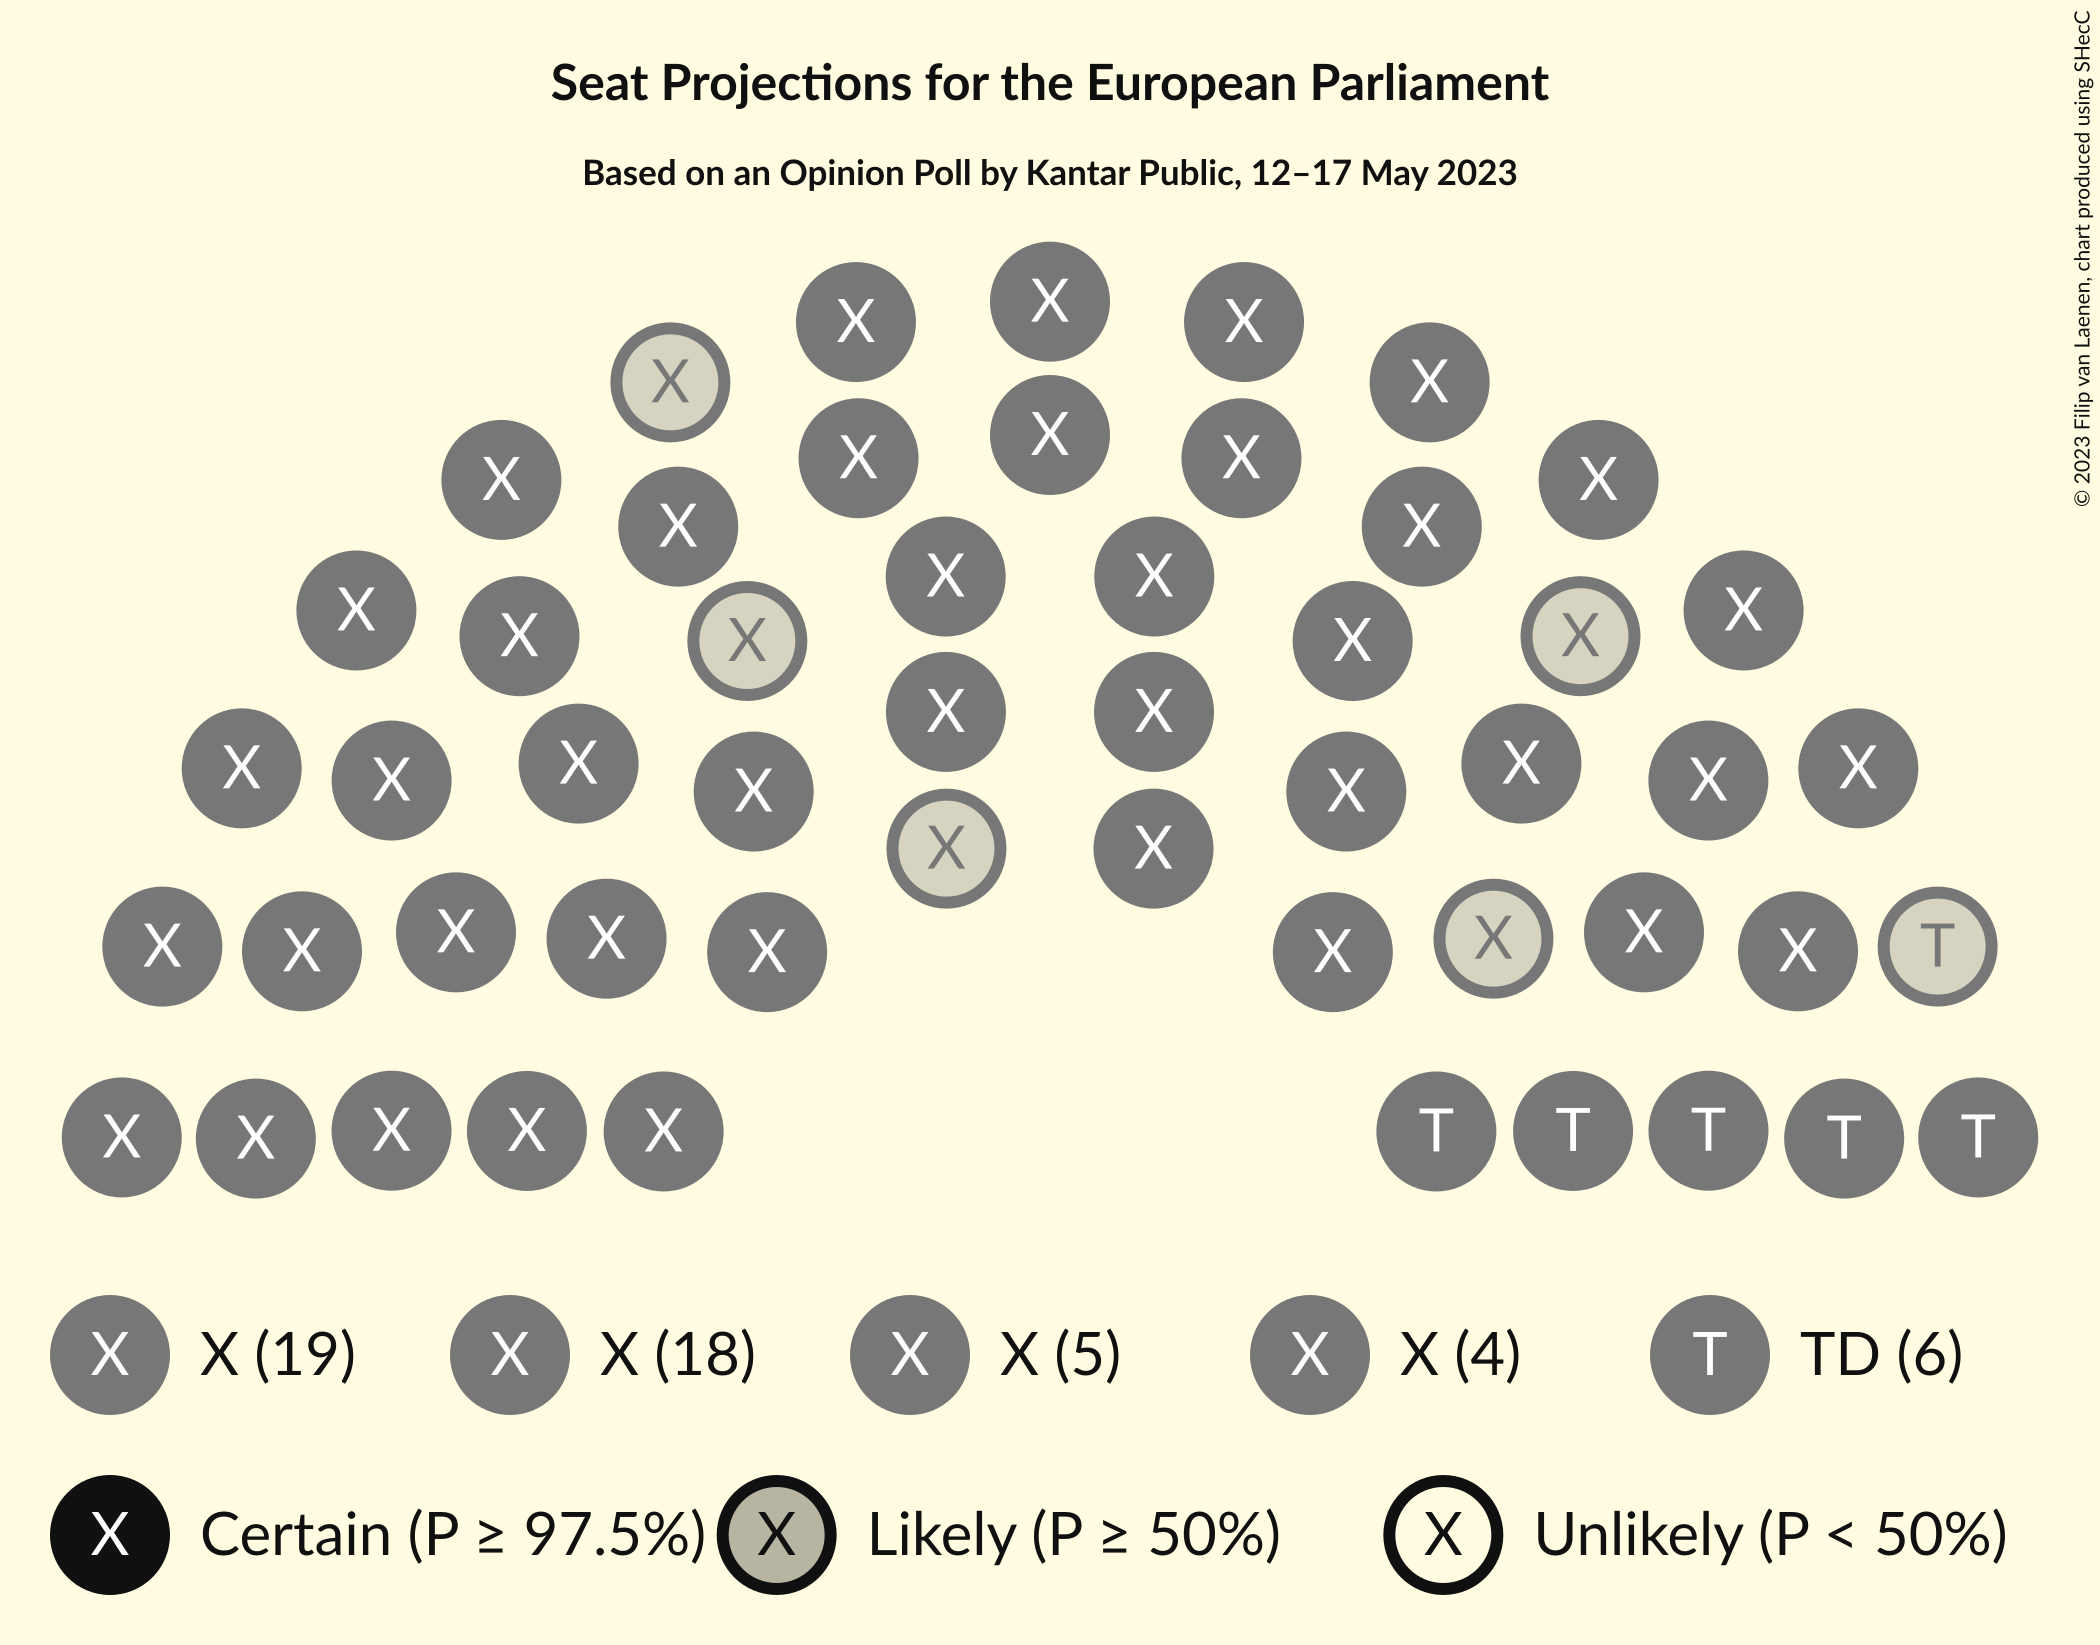 Seat Projections for the European Parliament
Based on an Opinion Poll by Kantar Public, 12–17 May 2023
© 2023 Filip van Laenen, chart produced using SHecC
X X X
X X
X X X
X X
X X
X X
X X
X X X X
X X
X X
X X
X X
X X
X X
X X
X X
X T
X X
X X
X X
X X
X X T T
X X T
X X T T
X X (19) X X (18) X X (5) X X (4) T TD (6)
X Certain (P ≥ 97.5%) X Likely (P ≥ 50%) X Unlikely (P < 50%)